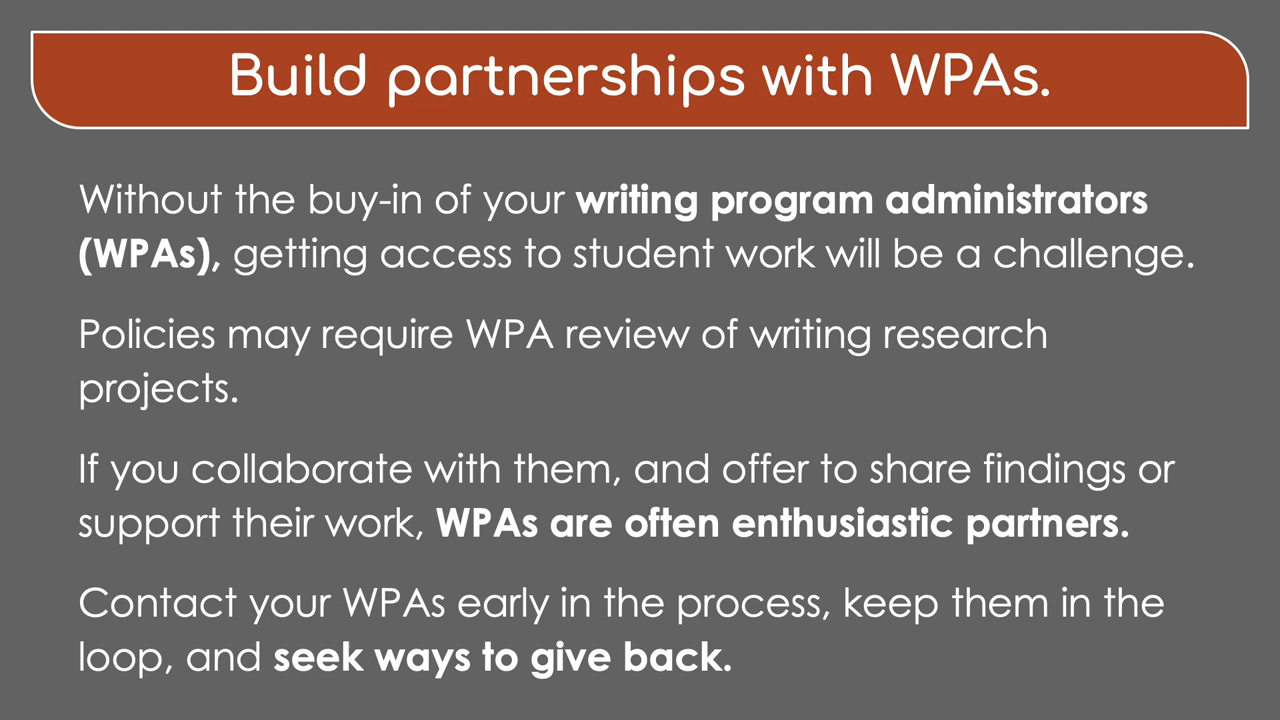 Build partnerships with WPAs.
Without the buy-in of your writing program administrators
(WPAs), getting access to student work will be a challenge.
Policies may require WPA review of writing research
projects.
If you collaborate with them, and offer to share findings or
support their work, WPAs are often enthusiastic partners.
Contact your WPAs early in the process, keep them in the
loop, and seek ways to give back.